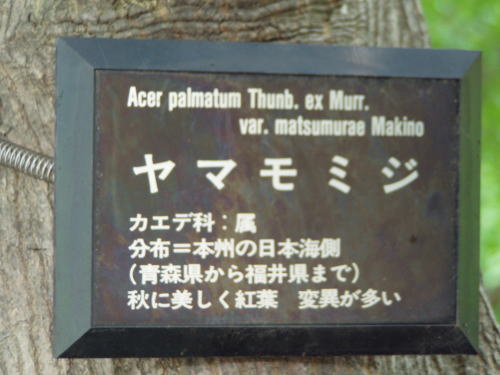 Acer palmatum Thunb. ex Murr.
var. matsumurae Makino
ヤマモミジ
カエデ科：属
分布＝本州の日本海側
（青森県から福井県まで）
秋に美しく紅葉　変異が多い